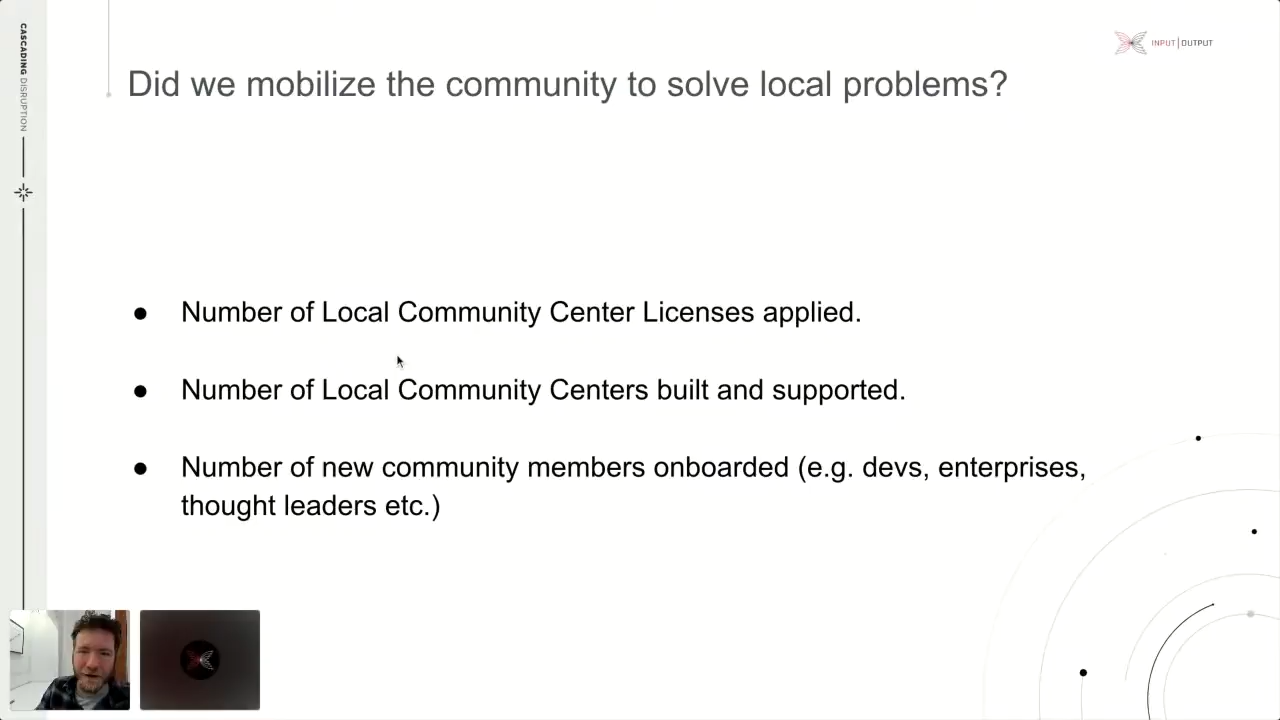 CASCADING DISRUPTION
INPUT | OUTPUT
Did we mobilize the community to solve local problems?
● Number of Local Community Center Licenses applied.
● Number of Local Community Centers built and supported.
● Number of new community members onboarded (e.g. devs, enterprises,
thought leaders etc.)